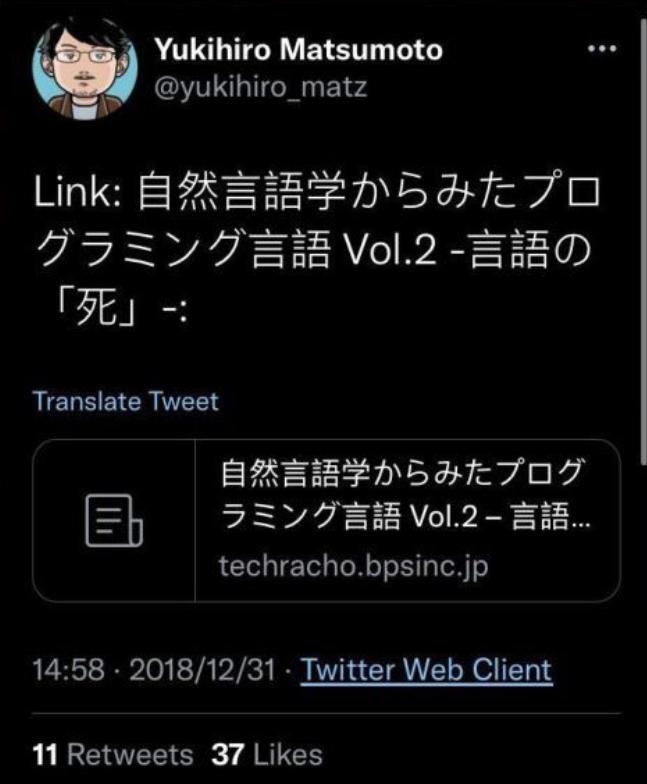 Yukihiro Matsumoto
@yukihiro_matz
Link: 自然言語学からみたプロ
グラミング言語 Vol.2 -言語の
「死」-:
Translate Tweet
自然言語学からみたプログ
ラミング言語 Vol.2 – 言語...
techracho.bpsinc.jp
14:58 · 2018/12/31 · Twitter Web Client
11 Retweets 37 Likes